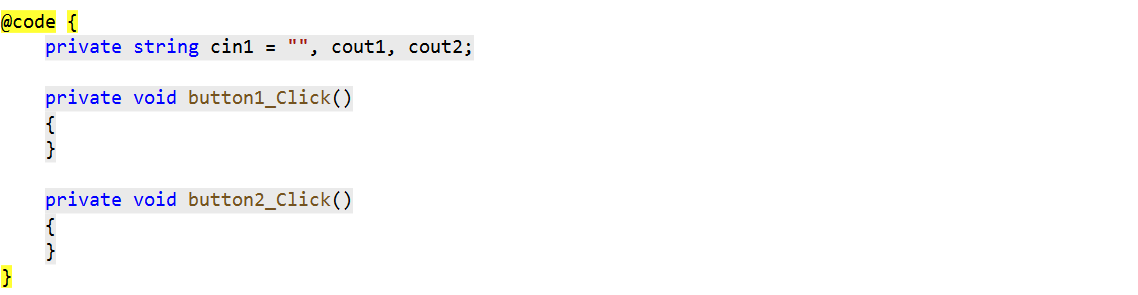 @code {
    private string cin1 = "", cout1, cout2;

    private void button1_Click()
    {
    }

    private void button2_Click()
    {
    }
}